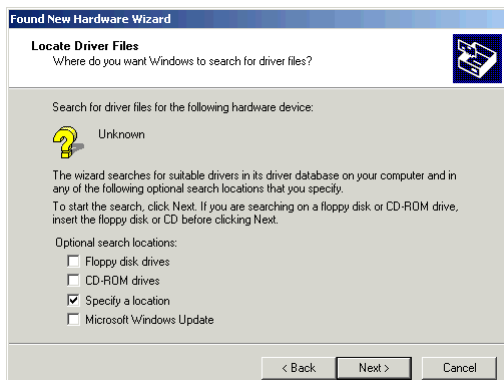 Found New Hardware Wizard
Locate Driver Files
Where do you want Windows to search for driver files?
Search for driver files for the following hardware device:
Unknown
The wizard searches for suitable drivers in its driver database on your computer and in
any of the following optional search locations that you specify.
To start the search, click Next. If you are searching on a floppy disk or CD-ROM drive,
insert the floppy disk or CD before clicking Next.
Optional search locations:
Floppy disk drives
CD-ROM drives
Specify a location
Microsoft Windows Update
< Back Next > Cancel